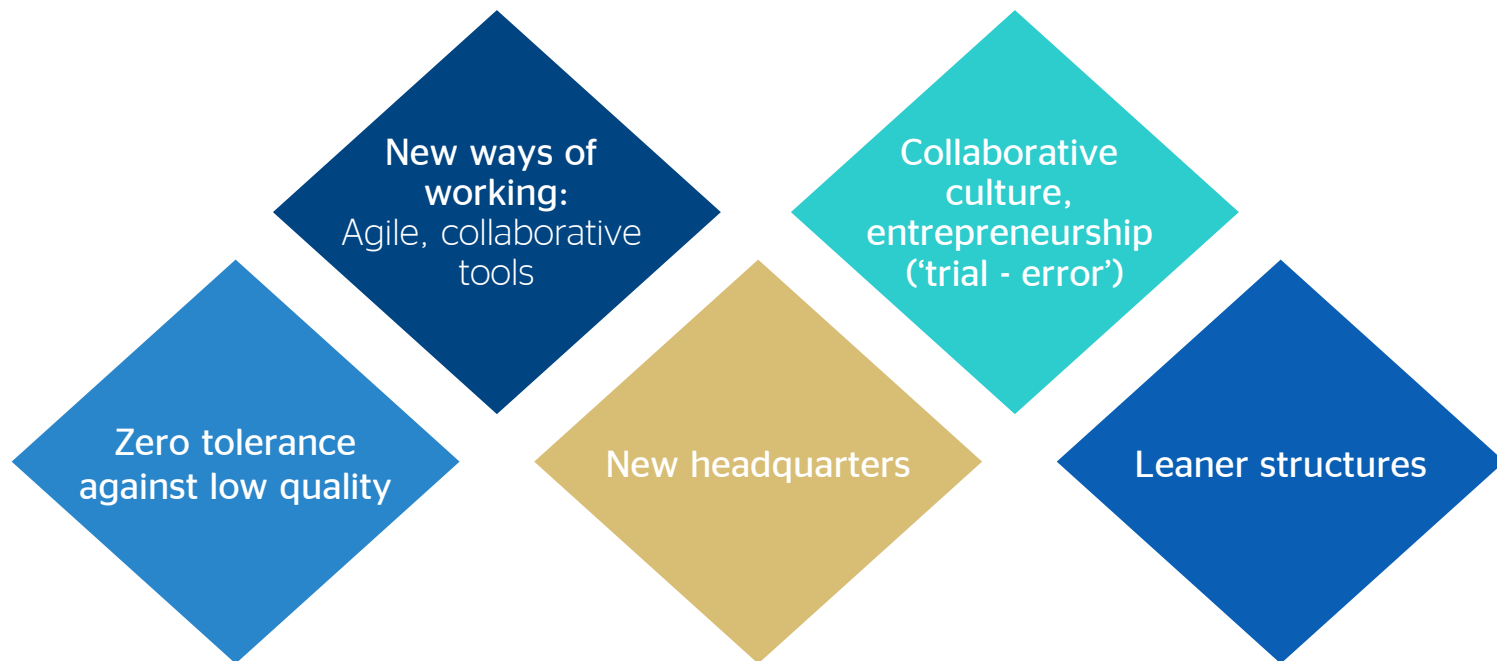 New ways of
working:
Agile, collaborative
tools
Collaborative
culture,
entrepreneurship
(‘trial - error’)
Zero tolerance
against low quality
New headquarters
Leaner structures